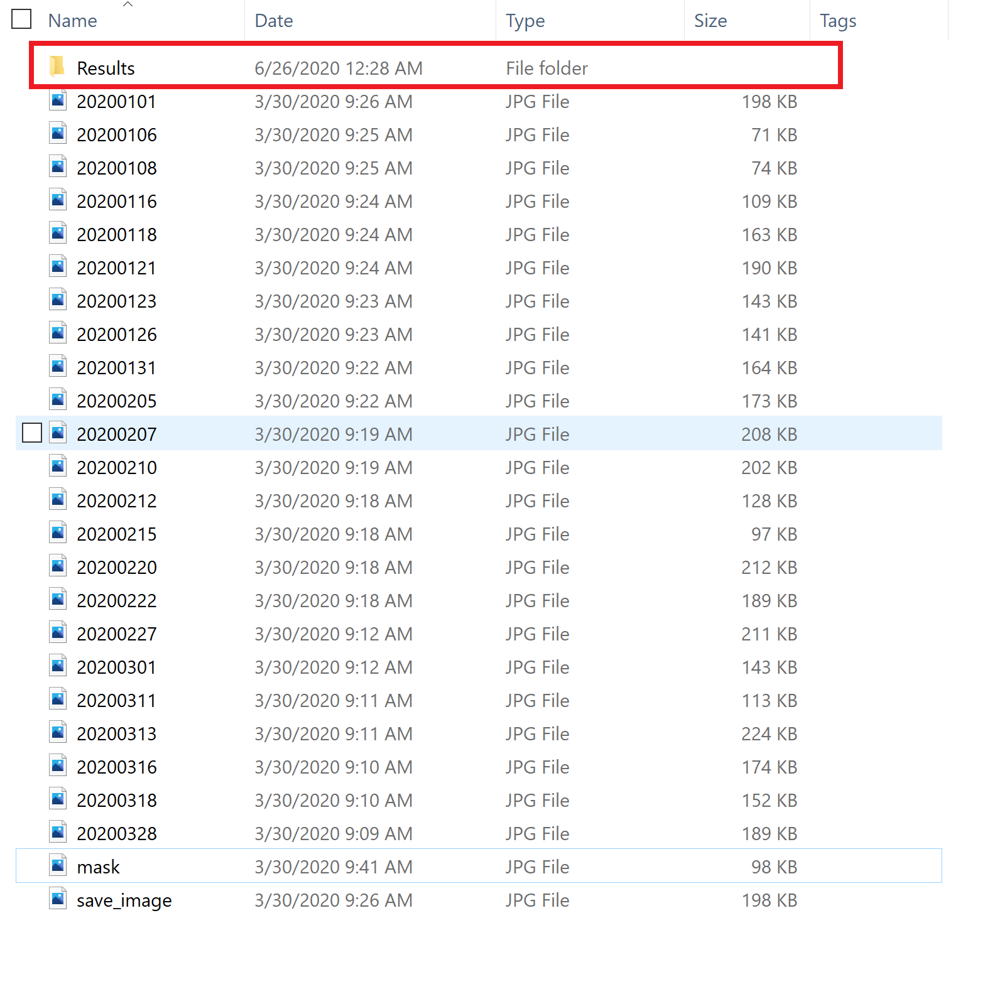 Name Date Type Size Tags
Results 6/26/2020 12:28 AM File folder
20200101 3/30/2020 9:26 AM JPG File 198 KB
20200106 3/30/2020 9:25 AM JPG File 71 KB
20200108 3/30/2020 9:25 AM JPG File 74 KB
20200116 3/30/2020 9:24 AM JPG File 109 KB
20200118 3/30/2020 9:24 AM JPG File 163 KB
20200121 3/30/2020 9:24 AM JPG File 190 KB
20200123 3/30/2020 9:23 AM JPG File 143 KB
20200126 3/30/2020 9:23 AM JPG File 141 KB
20200131 3/30/2020 9:22 AM JPG File 164 KB
20200205 3/30/2020 9:22 AM JPG File 173 KB
20200207 3/30/2020 9:19 AM JPG File 208 KB
20200210 3/30/2020 9:19 AM JPG File 202 KB
20200212 3/30/2020 9:18 AM JPG File 128 KB
20200215 3/30/2020 9:18 AM JPG File 97 KB
20200220 3/30/2020 9:18 AM JPG File 212 KB
20200222 3/30/2020 9:18 AM JPG File 189 KB
20200227 3/30/2020 9:12 AM JPG File 211 KB
20200301 3/30/2020 9:12 AM JPG File 143 KB
20200311 3/30/2020 9:11 AM JPG File 113 KB
20200313 3/30/2020 9:11 AM JPG File 224 KB
20200316 3/30/2020 9:10 AM JPG File 174 KB
20200318 3/30/2020 9:10 AM JPG File 152 KB
20200328 3/30/2020 9:09 AM JPG File 189 KB
mask 3/30/2020 9:41 AM JPG File 98 KB
save_image 3/30/2020 9:26 AM JPG File 198 KB